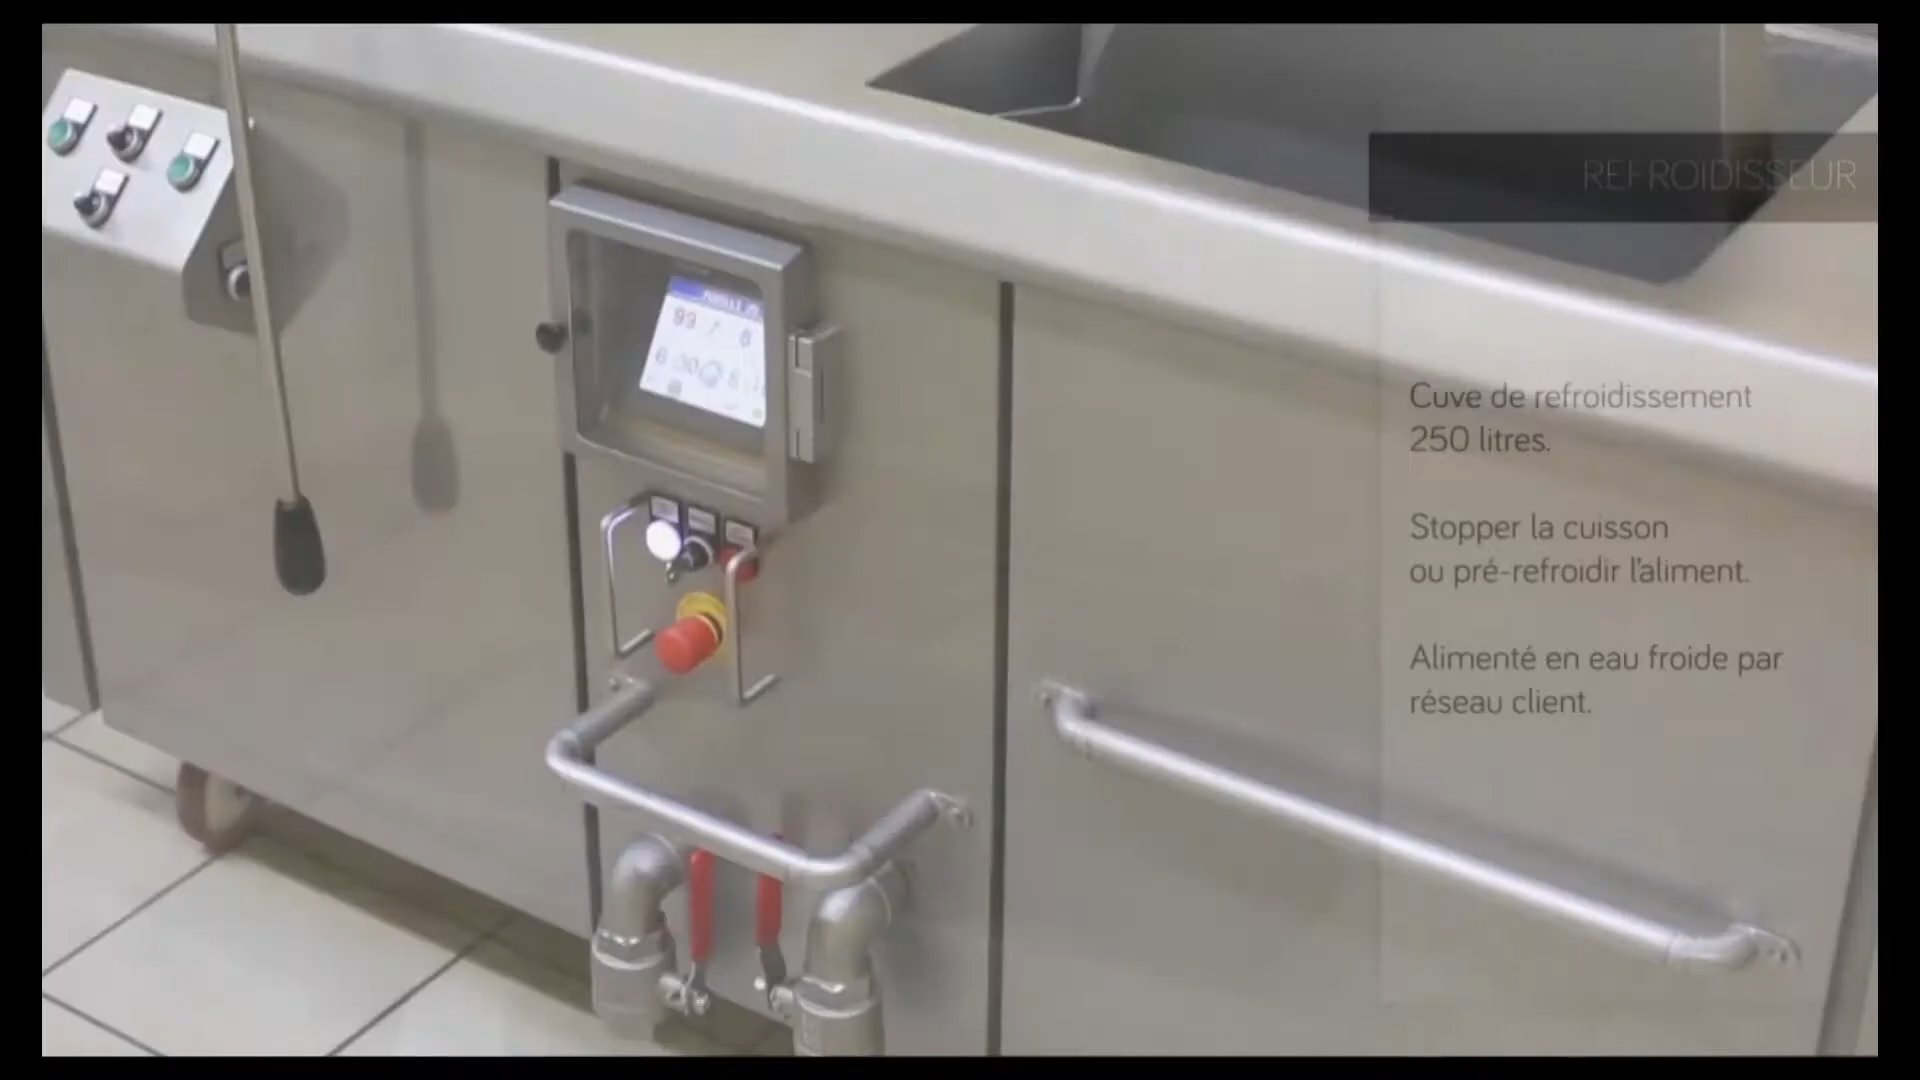 REFROIDISSEUR
Cuve de refroidissement
250 litres.
Stopper la cuisson
ou pré-refroidir l'aliment.
Alimenté en eau froide par
réseau client.